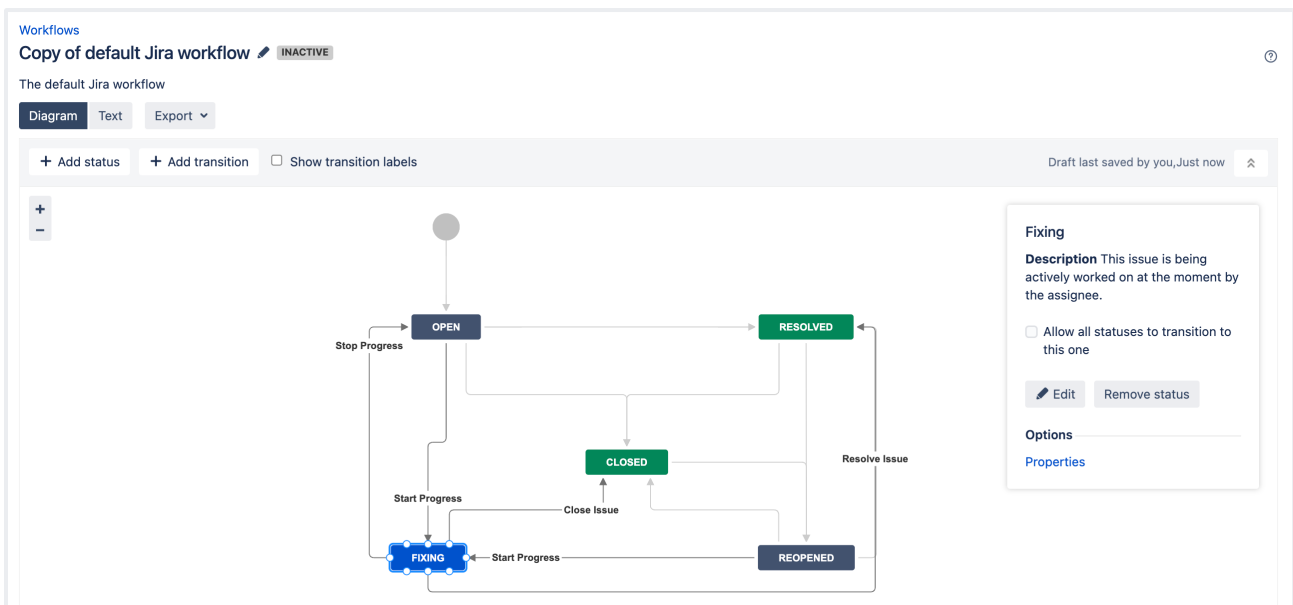 Workflows
Copy of default Jira workflow INACTIVE
The default Jira workflow
Diagram Text Export
+ Add status + Add transition Show transition labels Draft last saved by you,Just now
+
−
Fixing
Description This issue is being
actively worked on at the moment by
the assignee.
Allow all statuses to transition to
this one
Edit Remove status
Options
Properties
OPEN RESOLVED
Stop Progress
CLOSED
Resolve Issue
Start Progress
Close Issue
FIXING Start Progress REOPENED